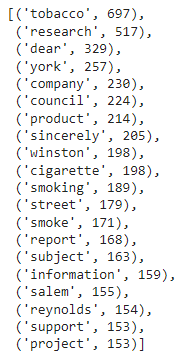 [('tobacco', 697),
('research', 517),
('dear', 329),
('york', 257),
('company', 230),
('council', 224),
('product', 214),
('sincerely', 205),
('winston', 198),
('cigarette', 198),
('smoking', 189),
('street', 179),
('smoke', 171),
('report', 168),
('subject', 163),
('information', 159),
('salem', 155),
('reynolds', 154),
('support', 153),
('project', 153)]